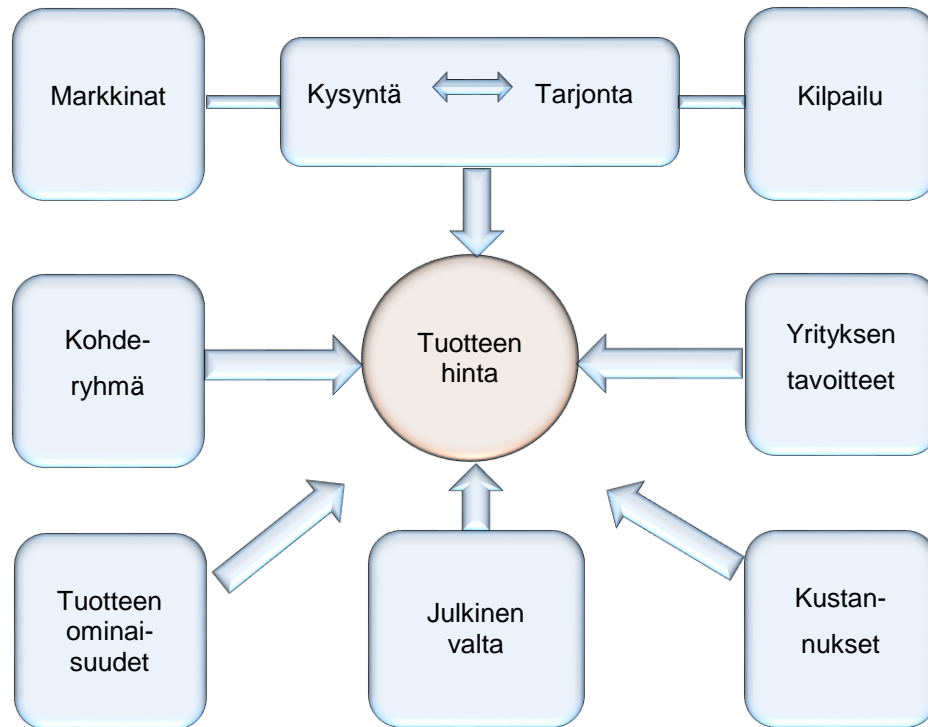 Markkinat
Kysyntä
Tarjonta
Kilpailu
Kohde-
ryhmä
Tuotteen
hinta
Yrityksen
tavoitteet
Tuotteen
ominai-
suudet
Julkinen
valta
Kustan-
nukset